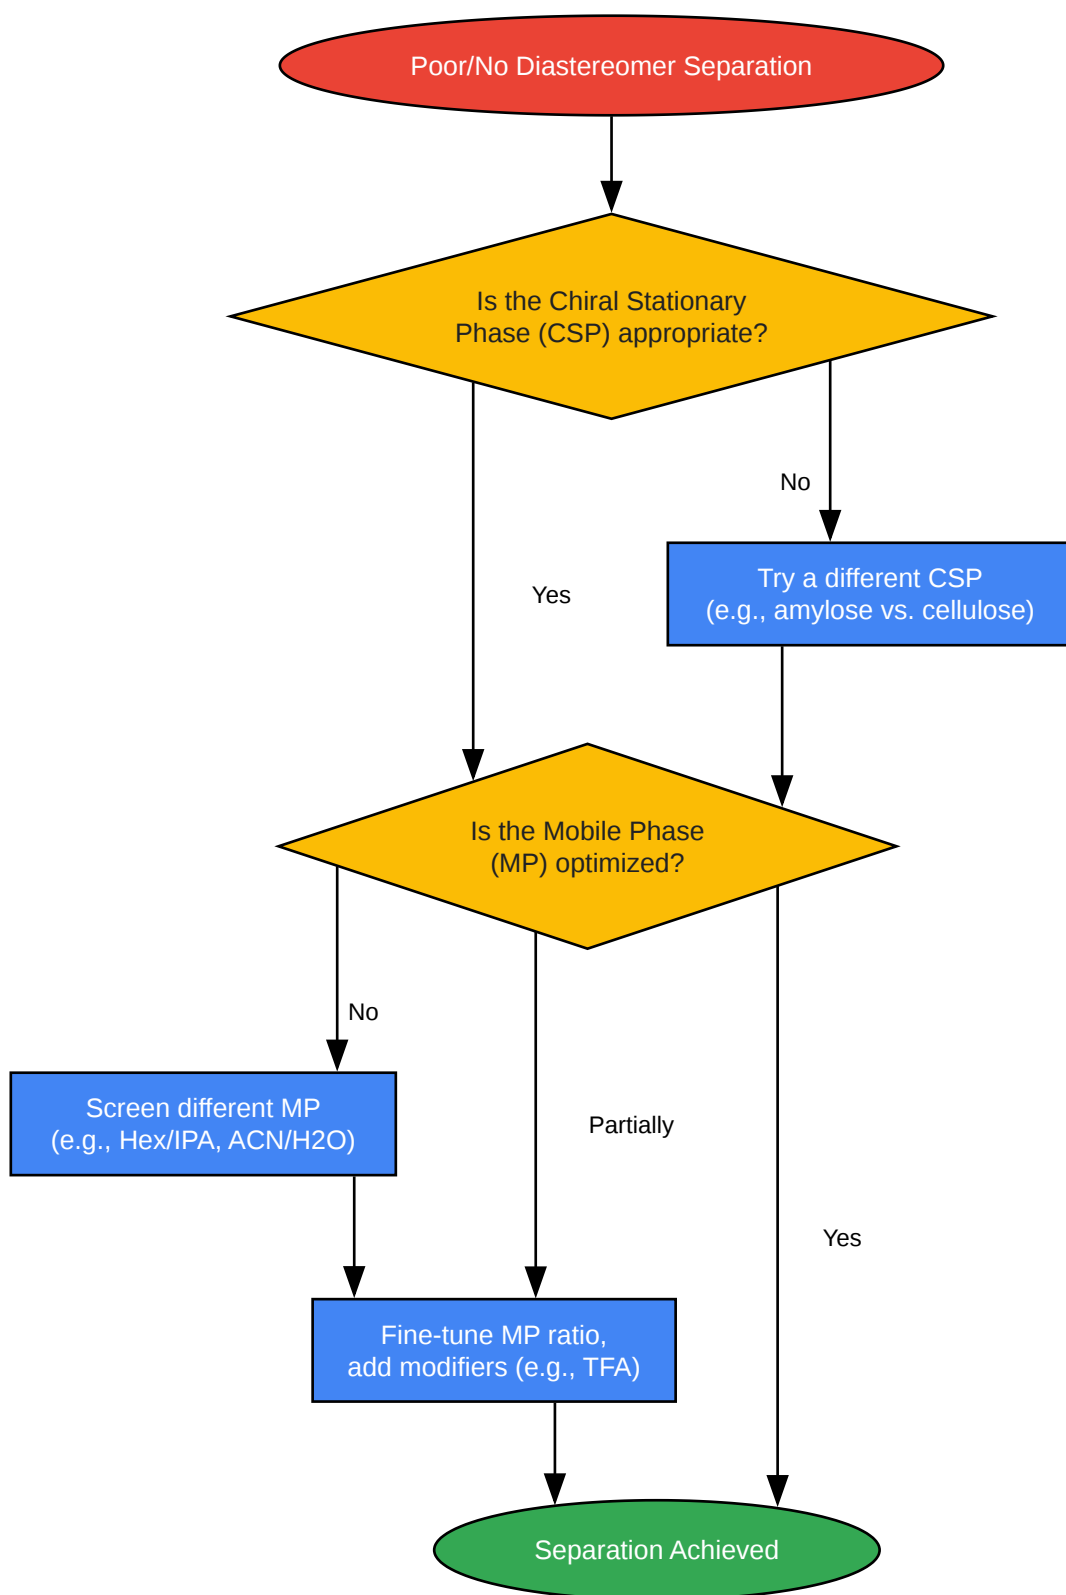 Poor/No Diastereomer Separation
Is the Chiral Stationary
Phase (CSP) appropriate?
No
Try a different CSP
(e.g., amylose vs. cellulose)
Yes
Is the Mobile Phase
(MP) optimized?
No
Screen different MP
(e.g., Hex/IPA, ACN/H2O)
Partially
Yes
Fine-tune MP ratio,
add modifiers (e.g., TFA)
Separation Achieved